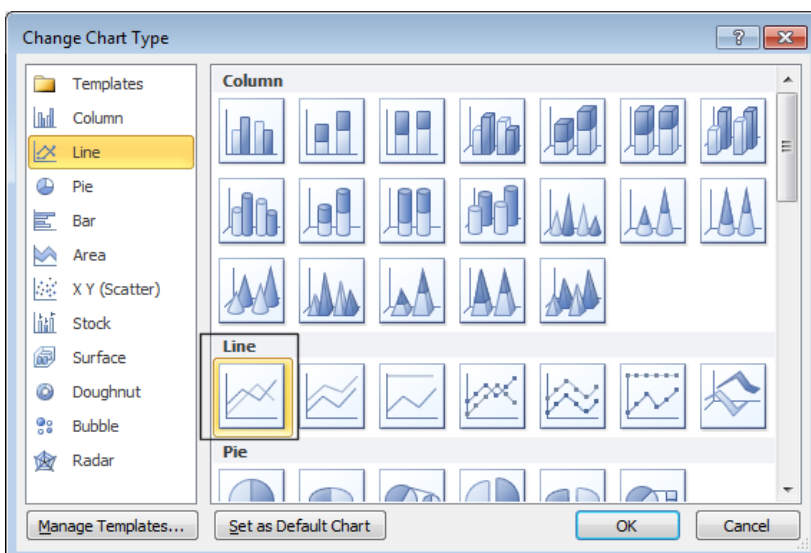 Change Chart Type
Templates
Column
Line
Pie
Bar
Area
X Y (Scatter)
Stock
Surface
Doughnut
Bubble
Radar
Column
Line
Pie
Manage Templates...
Set as Default Chart
OK
Cancel